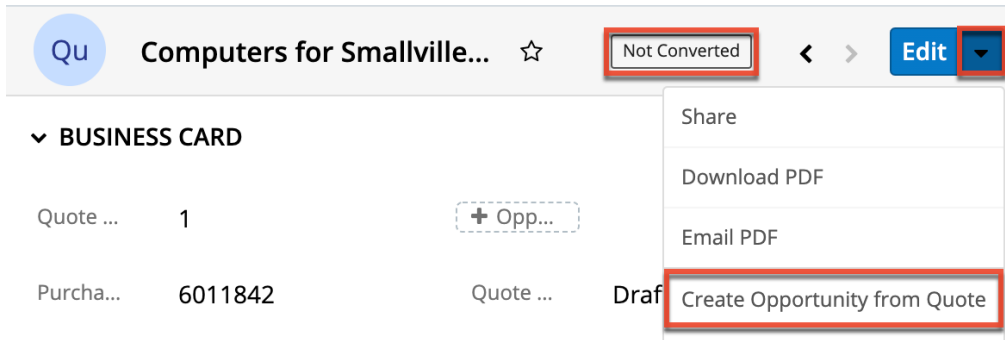 Qu Computers for Smallville... Not Converted Edit
Share
BUSINESS CARD
Download PDF
Quote ... 1 Opp...
Email PDF
Purcha... 6011842 Quote ... Draf
Create Opportunity from Quote